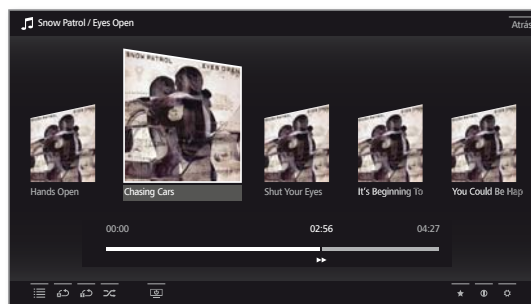 Snow Patrol / Eyes Open
Atrás
SNOW PATROL
EYES OPEN
Hands Open
Chasing Cars
Shut Your Eyes
It's Beginning To
You Could Be Hap
00:00
02:56
04:27